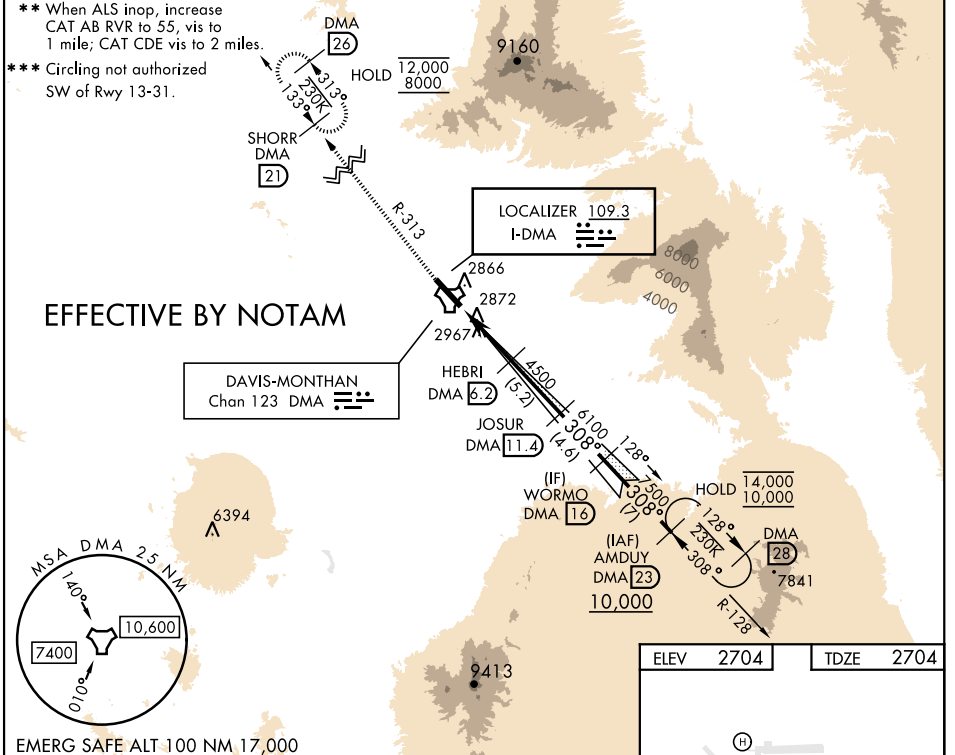 ** When ALS inop, increase
CAT AB RVR to 55, vis to
1 mile; CAT CDE vis to 2 miles.
*** Circling not authorized
SW of Rwy 13-31.
DMA
26
HOLD 12,000
8000
9160
313°
230K
133°
SHORR
DMA
21
R-313
LOCALIZER 109.3
I-DMA
8000
6000
4000
2866
2872
2967
EFFECTIVE BY NOTAM
DAVIS-MONTHAN
Chan 123 DMA
HEBRI
DMA 6.2
4500
(5.2)
JOSUR
DMA 11.4
6100
308°
(4.6)
128°
(IF)
WORMO
DMA 16
7500
308°
(7)
HOLD 14,000
10,000
128°
230K
308°
DMA
28
7841
(IAF)
AMDUY
DMA 23
10,000
R-128
6394
MSA DMA 25 NM
140°
10,600
7400
010°
9413
ELEV 2704
TDZE 2704
H
EMERG SAFE ALT 100 NM 17,000